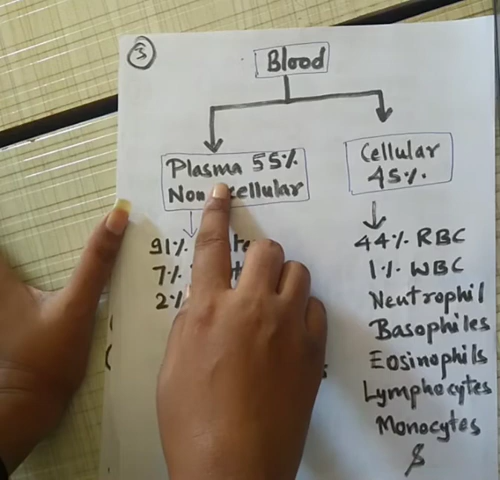 3
Blood
Plasma 55%
Non cellular
Cellular
45%.
91%
7%
2%
44% RBC
1% WBC
Neutrophil
Basophiles
Eosinophils
Lymphocytes
Monocytes
&